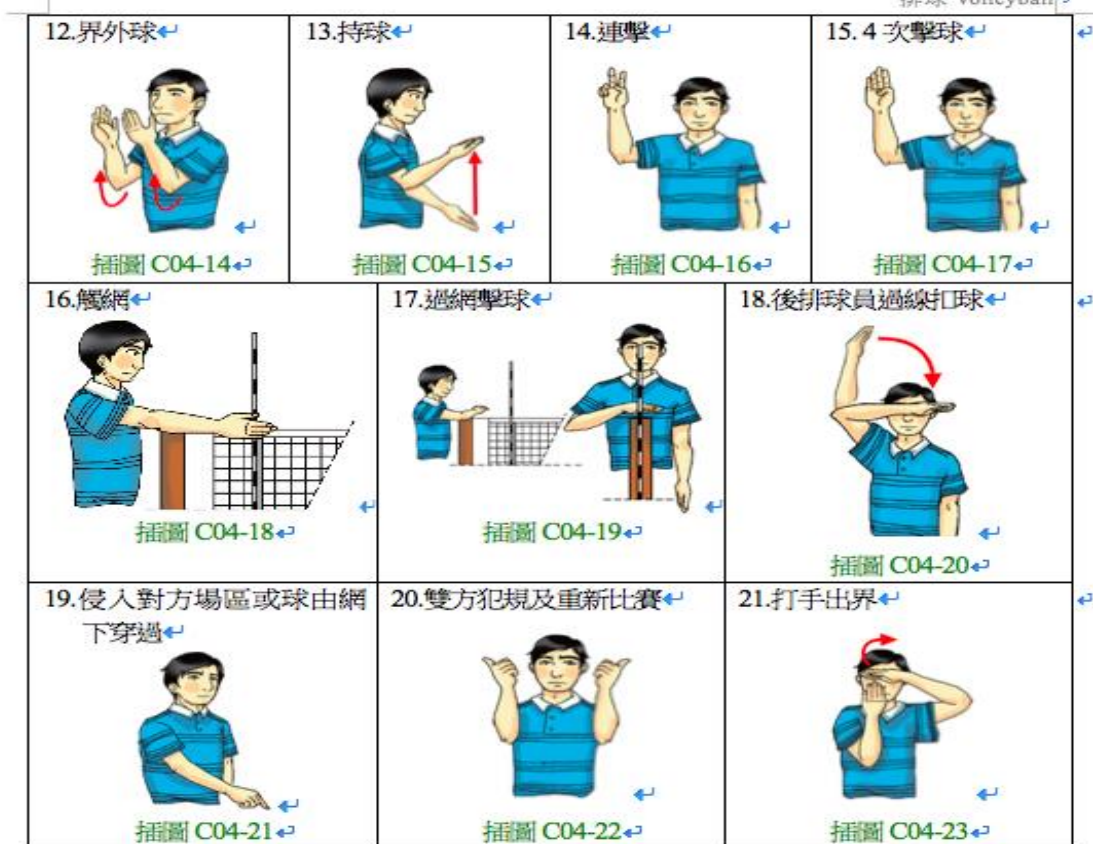 排球 Volleyball
12.界外球
13.持球
14.連擊
15. 4 次擊球
插圖 C04-14
插圖 C04-15
插圖 C04-16
插圖 C04-17
16.觸網
17.過網擊球
18.後排球員過線扣球
插圖 C04-18
插圖 C04-19
插圖 C04-20
19.侵入對方場區或球由網
下穿過
20.雙方犯規及重新比賽
21.打手出界
插圖 C04-21
插圖 C04-22
插圖 C04-23